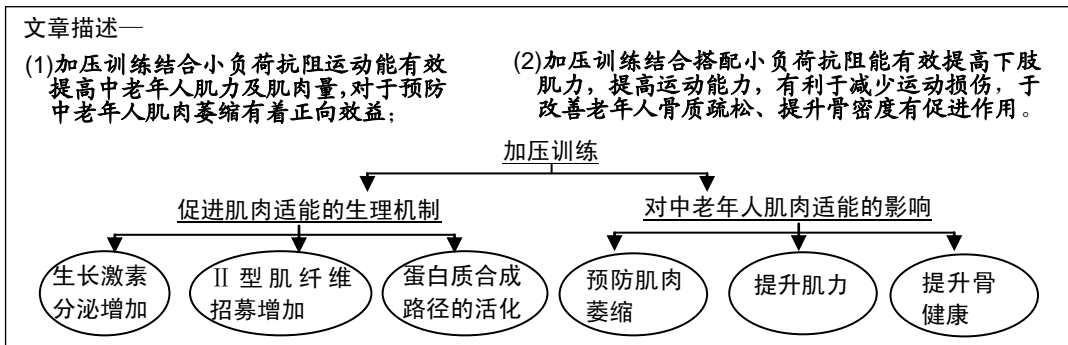 文章描述—
(1)加压训练结合小负荷抗阻运动能有效
提高中老年人肌力及肌肉量,对于预防
中老年人肌肉萎缩有着正向效益;
(2)加压训练结合搭配小负荷抗阻能有效提高下肢
肌力，提高运动能力，有利于减少运动损伤，于
改善老年人骨质疏松、提升骨密度有促进作用。
加压训练
促进肌肉适能的生理机制
对中老年人肌肉适能的影响
生长激素
分泌增加
Ⅱ型肌纤维
招募增加
蛋白质合成
路径的活化
预防肌肉
萎缩
提升肌力
提升骨
健康